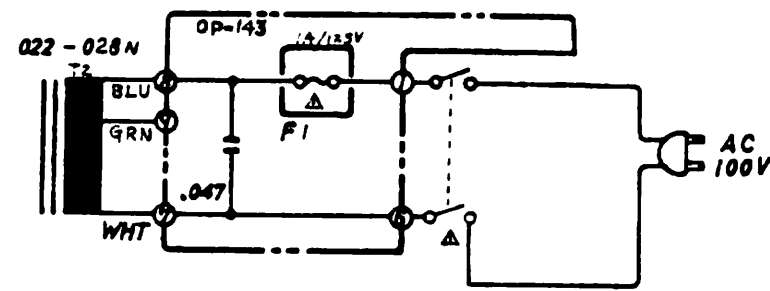 OP-143
022-028N
1A/125V
T2
BLU
GRN
F1
.047
WHT
AC
100V